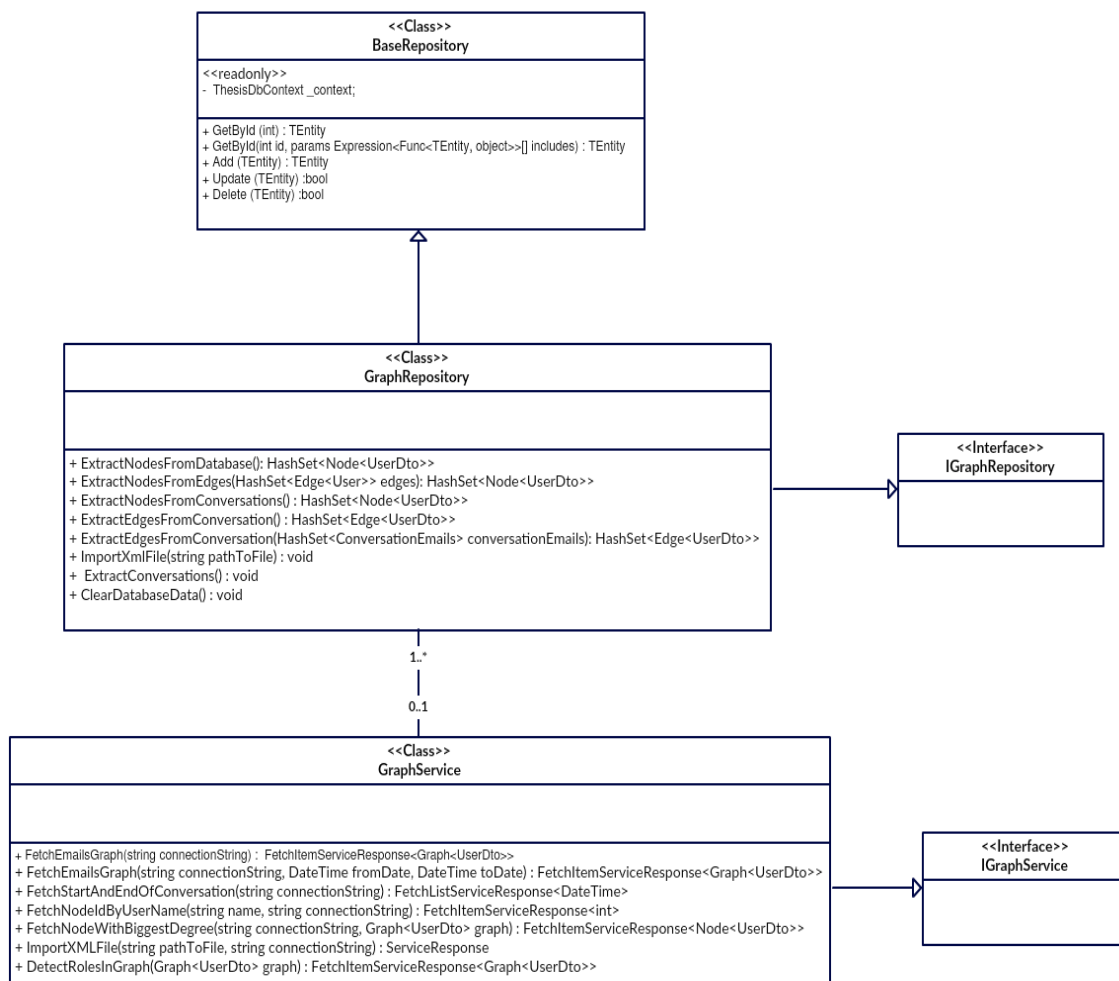 <<Class>>
BaseRepository
<<readonly>>
- ThesisDbContext _context;
+ GetById (int) : TEntity
+ GetById(int id, params Expression<Func<TEntity, object>>[] includes) : TEntity
+ Add (TEntity) : TEntity
+ Update (TEntity) :bool
+ Delete (TEntity) :bool
<<Class>>
GraphRepository
+ ExtractNodesFromDatabase(): HashSet<Node<UserDto>>
+ ExtractNodesFromEdges(HashSet<Edge<User>> edges): HashSet<Node<UserDto>>
+ ExtractNodesFromConversations() : HashSet<Node<UserDto>>
+ ExtractEdgesFromConversation() : HashSet<Edge<UserDto>>
+ ExtractEdgesFromConversation(HashSet<ConversationEmails> conversationEmails): HashSet<Edge<UserDto>>
+ ImportXmlFile(string pathToFile) : void
+ ExtractConversations() : void
+ ClearDatabaseData() : void
<<Interface>>
IGraphRepository
1..*
0..1
<<Class>>
GraphService
+ FetchEmailsGraph(string connectionString) : FetchItemServiceResponse<Graph<UserDto>>
+ FetchEmailsGraph(string connectionString, DateTime fromDate, DateTime toDate) : FetchItemServiceResponse<Graph<UserDto>>
+ FetchStartAndEndOfConversation(string connectionString) : FetchListServiceResponse<DateTime>
+ FetchNodeIdByUserName(string name, string connectionString) : FetchItemServiceResponse<int>
+ FetchNodeWithBiggestDegree(string connectionString, Graph<UserDto> graph) : FetchItemServiceResponse<Node<UserDto>>
+ ImportXMLFile(string pathToFile, string connectionString) : ServiceResponse
+ DetectRolesInGraph(Graph<UserDto> graph) : FetchItemServiceResponse<Graph<UserDto>>
<<Interface>>
IGraphService